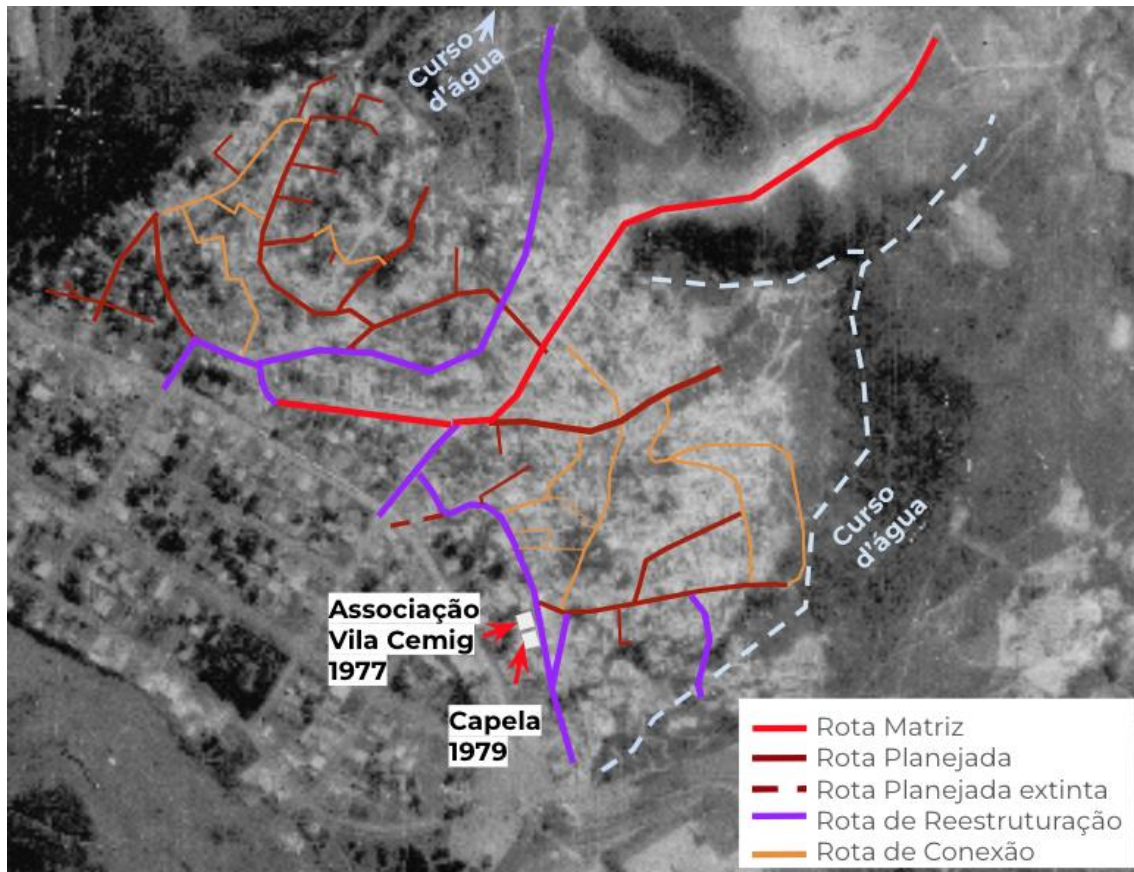 Curso
d'água
Associação
Vila Cemig
1977
Capela
1979
Curso
d'água
Rota Matriz
Rota Planejada
Rota Planejada extinta
Rota de Reestruturação
Rota de Conexão